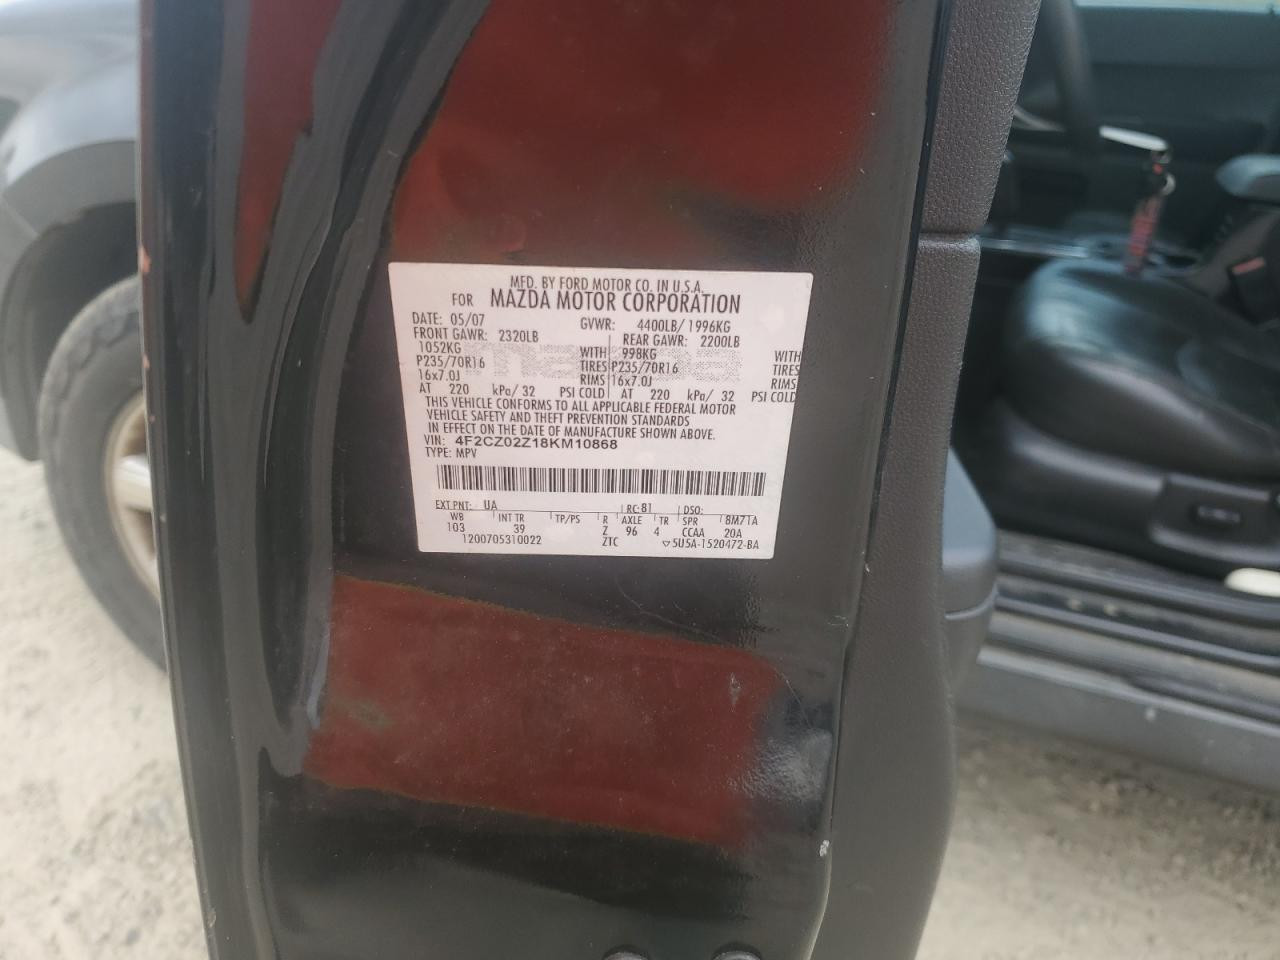 MFD. BY FORD MOTOR CO. IN U.S.A.
FOR MAZDA MOTOR CORPORATION
DATE: 05/07 GVWR: 4400LB/ 1996KG
FRONT GAWR: 2320LB REAR GAWR: 2200LB
1052KG WITH 998KG WITH
P235/70R16 TIRES P235/70R16 TIRES
16x7.0J RIMS 16x7.0J RIMS
AT 220 kPa/ 32 PSI COLD AT 220 kPa/ 32 PSI COLD
THIS VEHICLE CONFORMS TO ALL APPLICABLE FEDERAL MOTOR
VEHICLE SAFETY AND THEFT PREVENTION STANDARDS
IN EFFECT ON THE DATE OF MANUFACTURE SHOWN ABOVE.
VIN: 4F2CZ02Z18KM10868
TYPE: MPV
EXT PNT: UA RC: 81 DSO:
WB INT TR TP/PS R AXLE TR SPR 8M71A
103 39 Z 96 4 CCAA 20A
1200705310022 ZTC 5U5A-1520472-BA